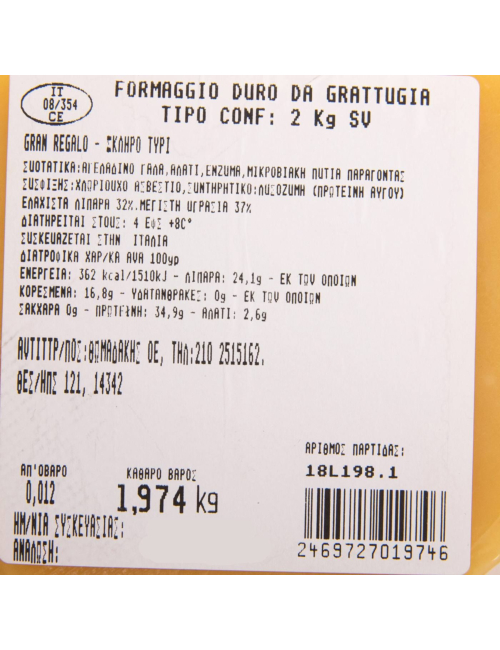 IT
08/354
CE
FORMAGGIO DURO DA GRATTUGIA
TIPO CONF: 2 Kg SV
GRAN REGALO - ΣΚΛΗΡΟ ΤΥΡΙ
ΣΥΣΤΑΤΙΚΑ:ΑΓΕΛΑΔΙΝΟ ΓΑΛΑ,ΑΛΑΤΙ,ΕΝΖΥΜΑ,ΜΙΚΡΟΒΙΑΚΗ ΠΥΤΙΑ ΠΑΡΑΓΟΝΤΑΣ
ΣΥΣΦΙΞΗΣ:ΧΛΩΡΙΟΥΧΟ ΑΣΒΕΣΤΙΟ,ΣΥΝΤΗΡΗΤΙΚΟ:ΛΥΣΟΖΥΜΗ (ΠΡΩΤΕΙΝΗ ΑΥΓΟΥ)
ΕΛΑΧΙΣΤΑ ΛΙΠΑΡΑ 32%.ΜΕΓΙΣΤΗ ΥΓΡΑΣΙΑ 37%
ΔΙΑΤΗΡΕΙΤΑΙ ΣΤΟΥΣ: 4 ΕΩΣ +8C°
ΣΥΣΚΕΥΑΖΕΤΑΙ ΣΤΗΝ ΙΤΑΛΙΑ
ΔΙΑΤΡΟΦΙΚΑ ΧΑΡ/ΚΑ ΑΝΑ 100γρ
ΕΝΕΡΓΕΙΑ: 362 kcal/1510kJ - ΛΙΠΑΡΑ: 24,1g - ΕΚ ΤΩΝ ΟΠΟΙΩΝ
ΚΟΡΕΣΜΕΝΑ: 16,8g - ΥΔΑΤΑΝΘΡΑΚΕΣ: 0g - ΕΚ ΤΩΝ ΟΠΟΙΩΝ
ΣΑΚΧΑΡΑ 0g - ΠΡΩΤΕΪΝΗ: 34,9g - ΑΛΑΤΙ: 2,6g
ΑΝΤΙΠΡ/ΠΟΣ:ΘΩΜΑΔΑΚΗΣ ΟΕ, ΤΗΛ:210 2515162.
ΘΕΣ/ΗΠΣ 121, 14342
ΑΡΙΘΜΟΣ ΠΑΡΤΙΔΑΣ:
18L198.1
ΑΠ'ΟΒΑΡΟ ΚΑΘΑΡΟ ΒΑΡΟΣ
0,012 1,974 kg
ΗΜ/ΝΙΑ ΣΥΣΚΕΥΑΣΙΑΣ:
ΑΝΑΛΩΣΗ:
2469727019746